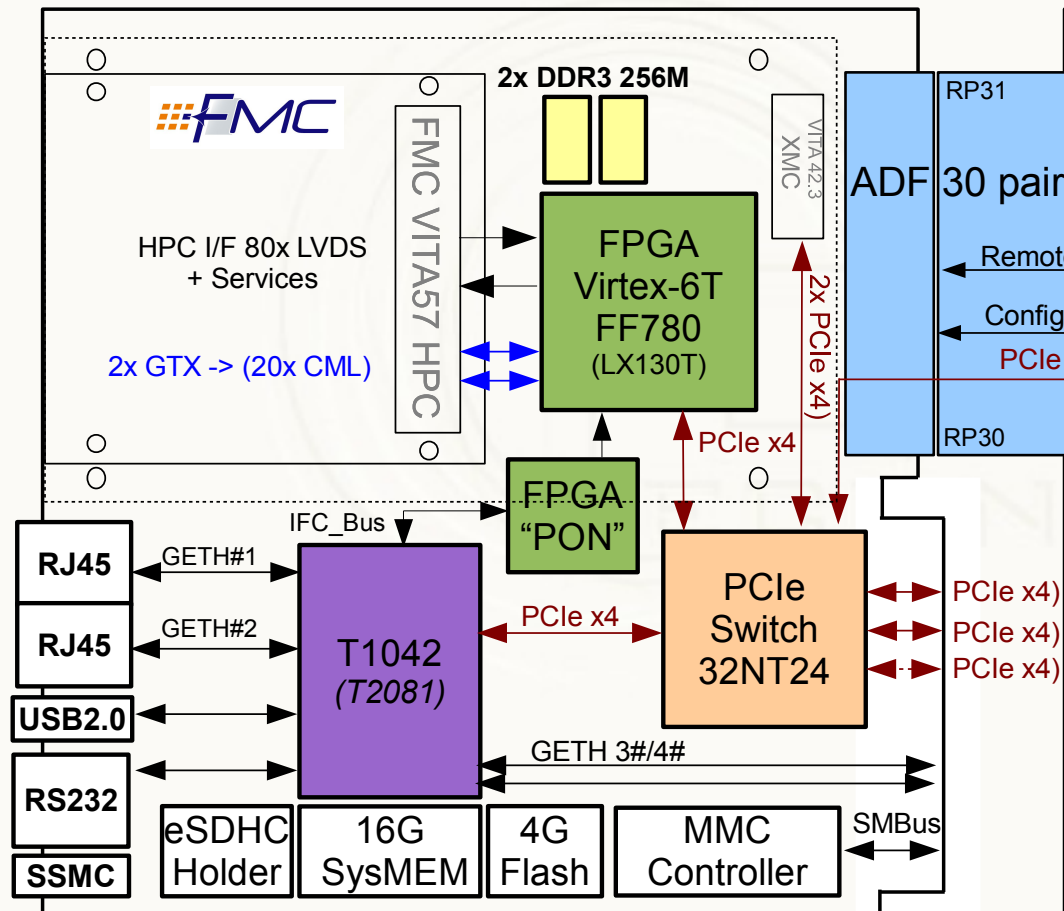 FMC
2x DDR3 256M
FMC VITA57 HPC
VITA 42.3
XMC
RP31
ADF
30 pair
HPC I/F 80x LVDS
+ Services
FPGA
Virtex-6T
FF780
(LX130T)
2x PCIe x4)
Remot
Config
PCIe
2x GTX -> (20x CML)
RP30
PCIe x4
FPGA
“PON”
IFC_Bus
RJ45
GETH#1
RJ45
GETH#2
T1042
(T2081)
PCIe x4
PCIe
Switch
32NT24
PCIe x4)
PCIe x4)
PCIe x4)
USB2.0
RS232
SSMC
GETH 3#/4#
eSDHC
Holder
16G
SysMEM
4G
Flash
MMC
Controller
SMBus